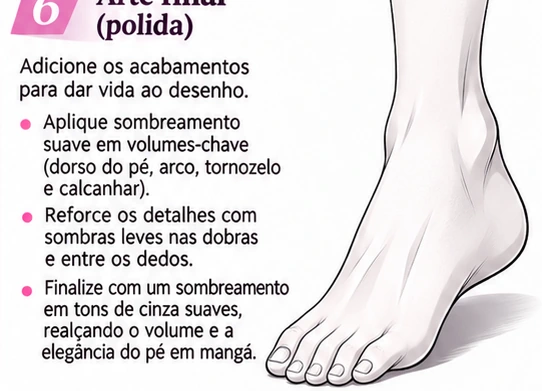 6
Arte final
(polida)
Adicione os acabamentos
para dar vida ao desenho.
Aplique sombreamento
suave em volumes-chave
(dorso do pé, arco, tornozelo
e calcanhar).
Reforce os detalhes com
sombras leves nas dobras
e entre os dedos.
Finalize com um sombreamento
em tons de cinza suaves,
realçando o volume e a
elegância do pé em mangá.